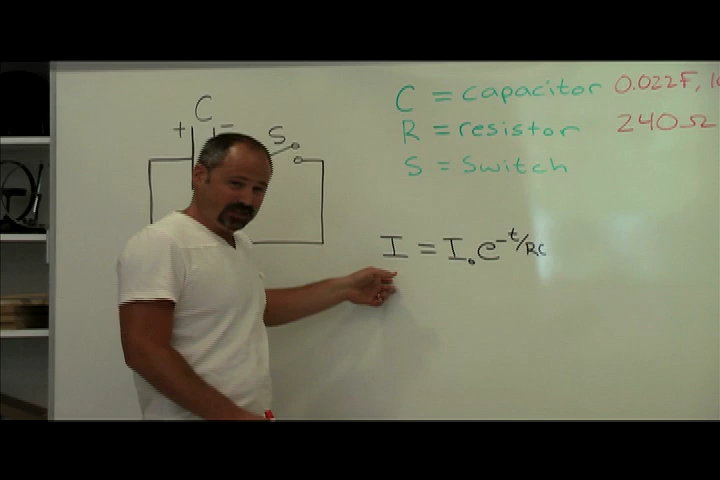 C
+ -
S
C = capacitor 0.022F,
R = resistor 240Ω
S = Switch
I = I₀e^-t/RC